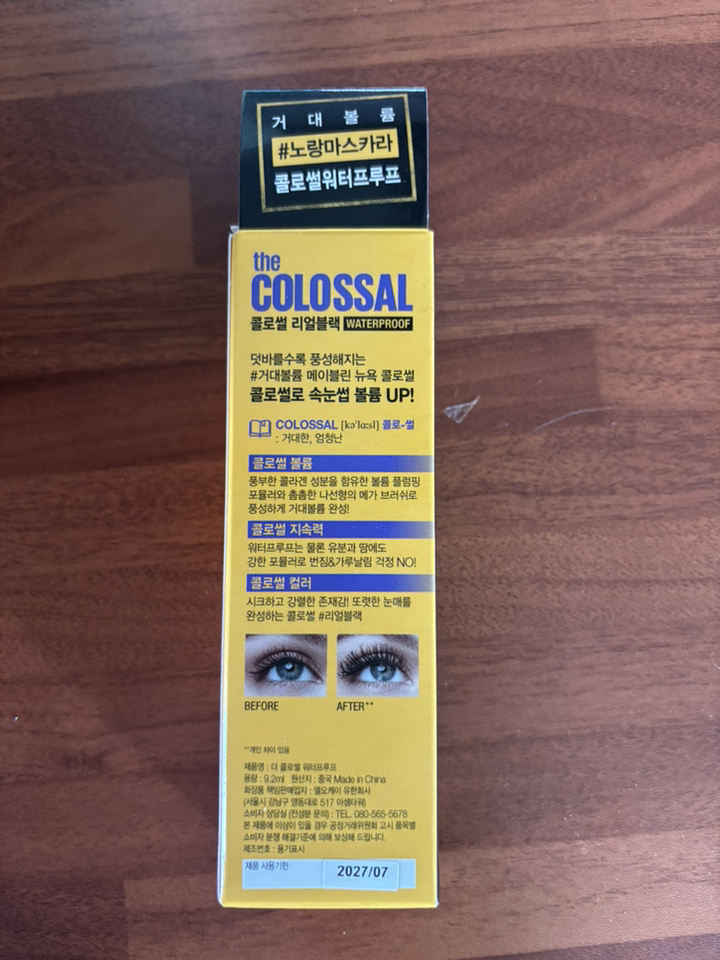 거대볼륨
#노랑마스카라
콜로썰워터프루프
the
COLOSSAL
콜로썰 리얼블랙 WATERPROOF
덧바를수록 풍성해지는
#거대볼륨 메이블린 뉴욕 콜로썰
콜로썰로 속눈썹 볼륨 UP!
COLOSSAL [kə'lɑ:sl] 콜로-썰
: 거대한, 엄청난
콜로썰 볼륨
풍부한 콜라겐 성분을 함유한 볼륨 플럼핑
포뮬러와 촘촘한 나선형의 메가 브러쉬로
풍성하게 거대볼륨 완성!
콜로썰 지속력
워터프루프는 물론 유분과 땀에도
강한 포뮬러로 번짐&가루날림 걱정 NO!
콜로썰 컬러
시크하고 강렬한 존재감! 또렷한 눈매를
완성하는 콜로썰 #리얼블랙
BEFORE AFTER**
**개인 차이 있음
제품명 : 더 콜로썰 워터프루프
용량 : 9.2ml 원산지 : 중국 Made in China
화장품 책임판매업자 : 엘오케이 유한회사
(서울시 강남구 영동대로 517 아셈타워)
소비자 상담실 (전성분 문의) : TEL. 080-565-5678
본 제품에 이상이 있을 경우 공정거래위원회 고시 품목별
소비자 분쟁 해결기준에 의해 보상해 드립니다.
제조번호 : 용기표시
제품 사용기한 2027/07